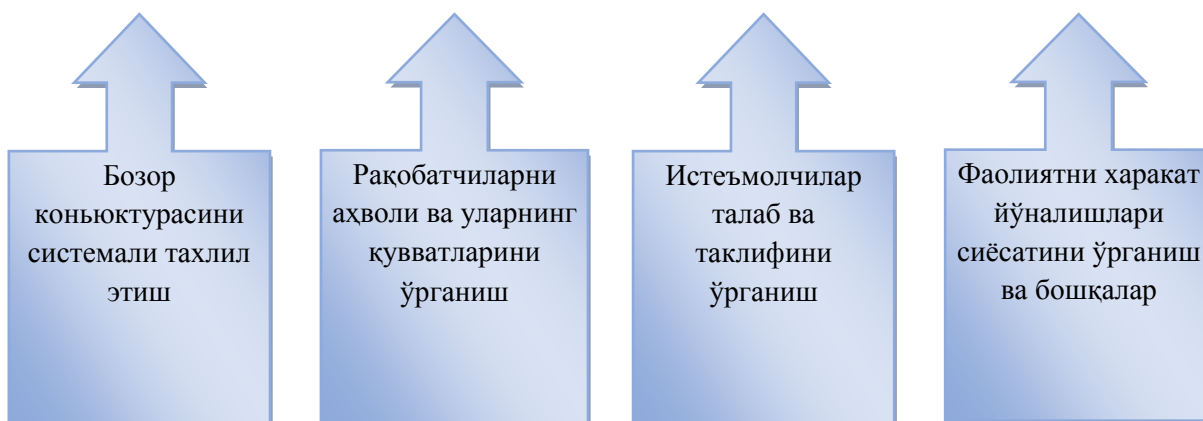 Бозор
коньюктурасини
системали тахлил
этиш
Рақобатчиларни
аҳволи ва уларнинг
қувватларини
ўрганиш
Истеъмолчилар
талаб ва
таклифини
ўрганиш
Фаолиятни харакат
йўналишлари
сиёсатини ўрганиш
ва бошқалар